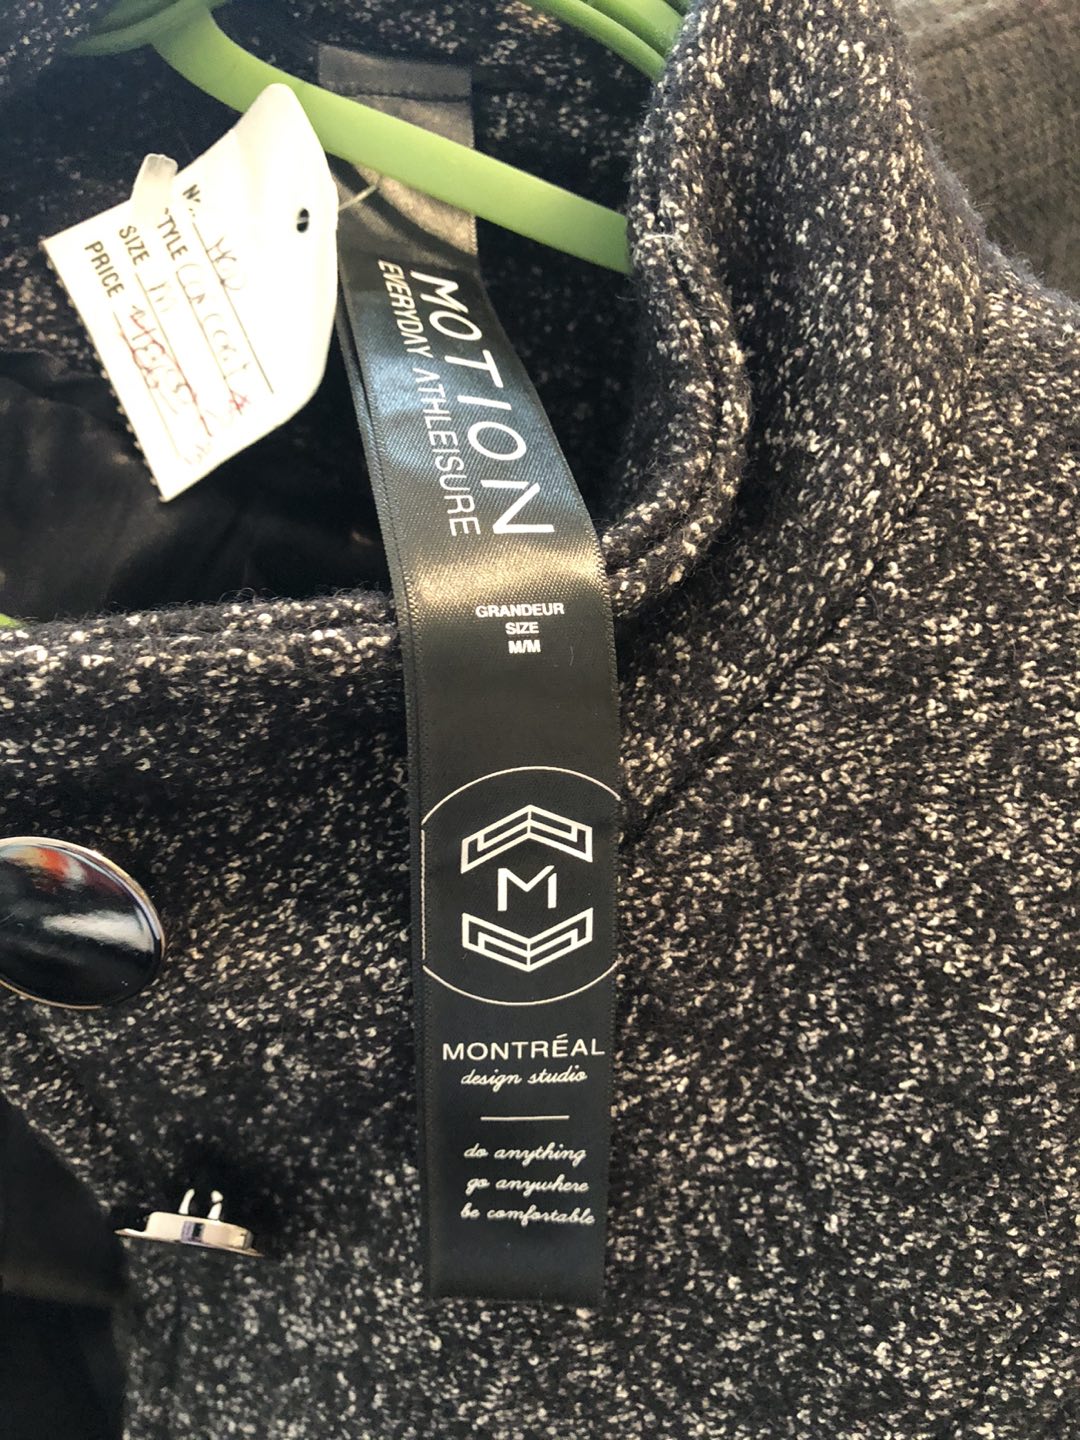 STYLE
SIZE M
PRICE
MOTION
EVERYDAY ATHLEISURE
GRANDEUR
SIZE
M/M
M
MONTRÉAL
design studio
do anything
go anywhere
be comfortable